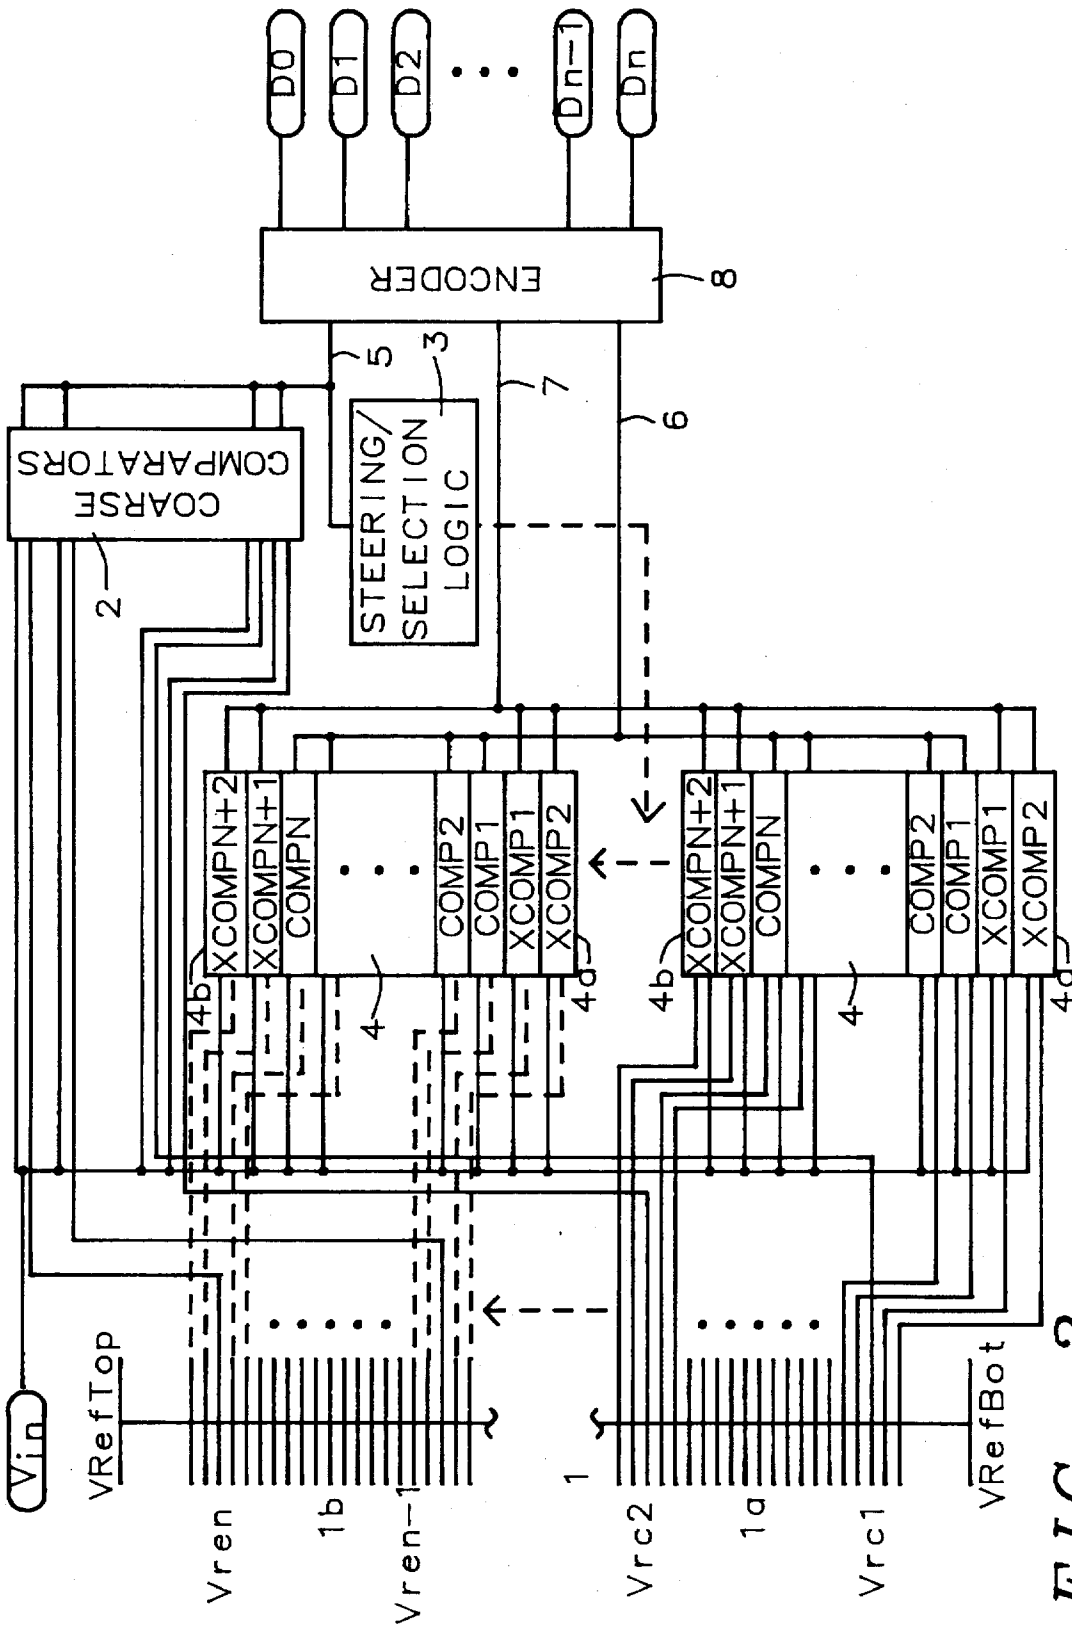 Vin
VRefTop
Vren
1b
Vren-1
1
Vrc2
1a
Vrc1
VRefBot
COARSE
COMPARATORS
2
4b
XCOMPN+2
XCOMPN+1
COMPN
4
COMP2
COMP1
XCOMP1
XCOMP2
4a
4b
XCOMPN+2
XCOMPN+1
COMPN
4
COMP2
COMP1
XCOMP1
XCOMP2
4a
STEERING/
SELECTION
LOGIC
3
5
7
6
ENCODER
8
D0
D1
D2
Dn-1
Dn